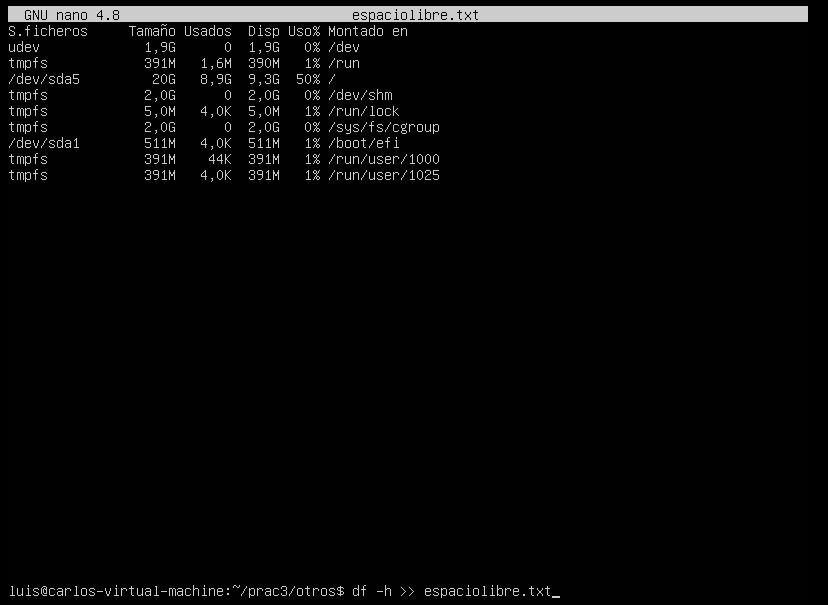 GNU nano 4.8 espaciolibre.txt
S.ficheros Tamaño Usados Disp Uso% Montado en
udev 1,9G 0 1,9G 0% /dev
tmpfs 391M 1,6M 390M 1% /run
/dev/sda5 20G 8,9G 9,3G 50% /
tmpfs 2,0G 0 2,0G 0% /dev/shm
tmpfs 5,0M 4,0K 5,0M 1% /run/lock
tmpfs 2,0G 0 2,0G 0% /sys/fs/cgroup
/dev/sda1 511M 4,0K 511M 1% /boot/efi
tmpfs 391M 44K 391M 1% /run/user/1000
tmpfs 391M 4,0K 391M 1% /run/user/1025
luis@carlos-virtual-machine:~/prac3/otros$ df -h >> espaciolibre.txt_